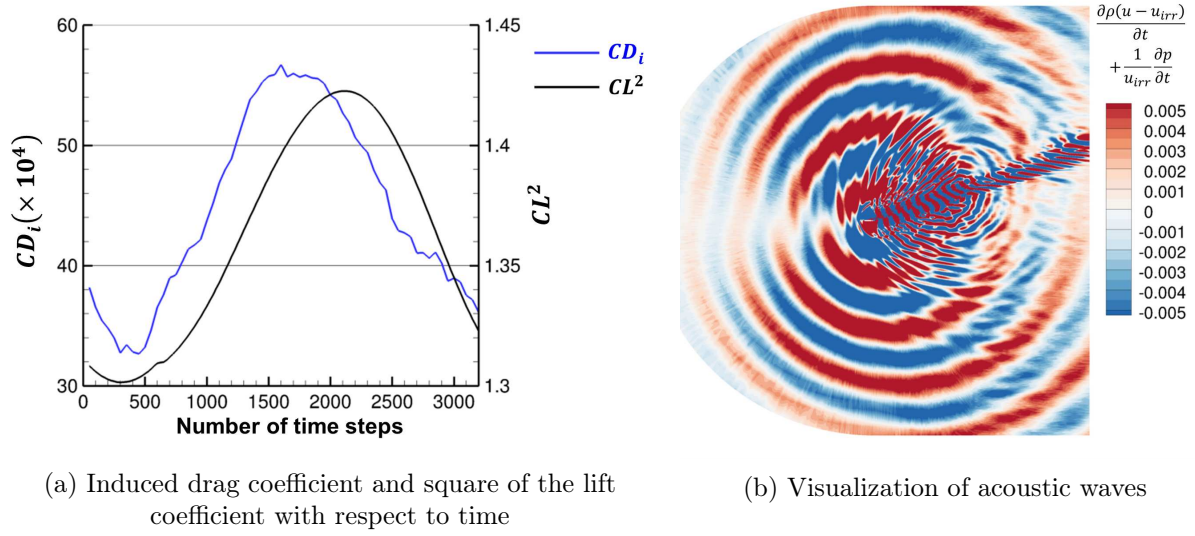 60
50
40
30
CD_i(× 10^4)
1.45
1.4
1.35
1.3
CL^2
CD_i
CL^2
0 500 1000 1500 2000 2500 3000
Number of time steps
∂ρ(u − u_irr)
∂t
+ 1 ∂p
u_irr ∂t
0.005
0.004
0.003
0.002
0.001
0
-0.001
-0.002
-0.003
-0.004
-0.005
(a) Induced drag coefficient and square of the lift
coefficient with respect to time
(b) Visualization of acoustic waves